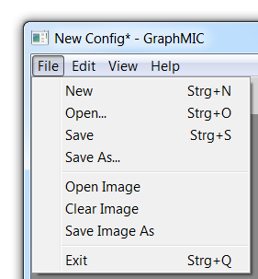 New Config* - GraphMIC
File Edit View Help
New Strg+N
Open... Strg+O
Save Strg+S
Save As...
Open Image
Clear Image
Save Image As
Exit Strg+Q